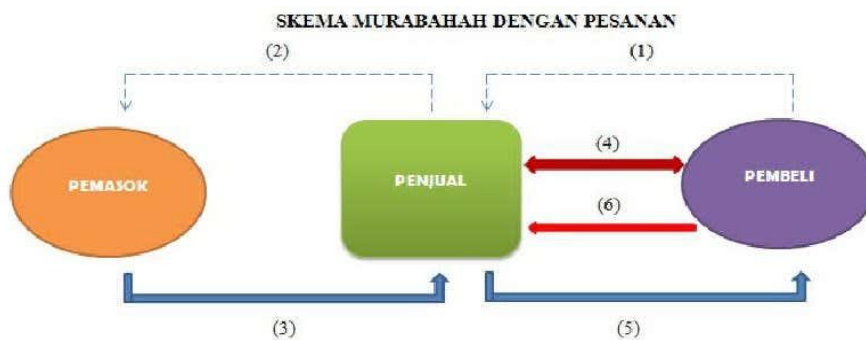 SKEMA MURABAHAH DENGAN PESANAN
(2)
(1)
PEMASOK
PENJUAL
(4)
PEMBELI
(6)
(3)
(5)